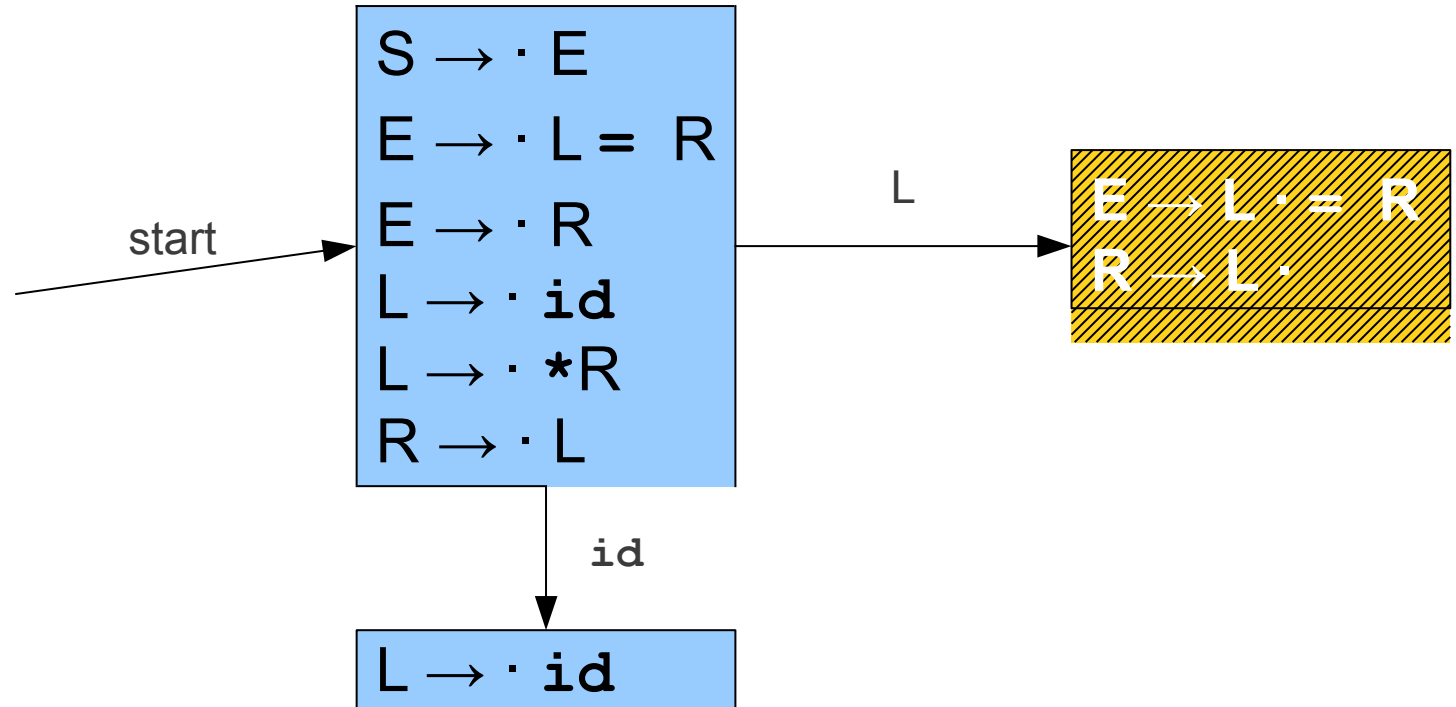 S → · E
E → · L = R
E → · R
L → · id
L → · *R
R → · L
start
L
E → L · = R
R → L ·
id
L → · id